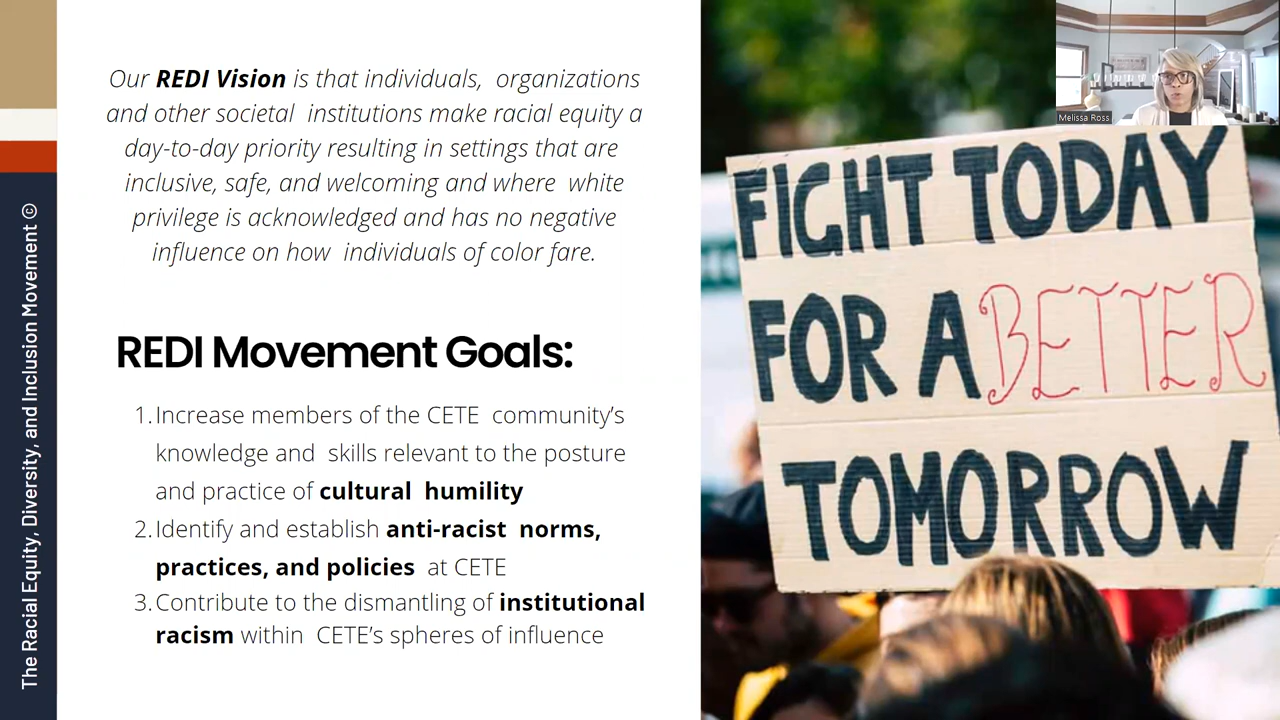 The Racial Equity, Diversity, and Inclusion Movement ©
Our REDI Vision is that individuals, organizations
and other societal institutions make racial equity a
day-to-day priority resulting in settings that are
inclusive, safe, and welcoming and where white
privilege is acknowledged and has no negative
influence on how individuals of color fare.
REDI Movement Goals:
1. Increase members of the CETE community’s
knowledge and skills relevant to the posture
and practice of cultural humility
2. Identify and establish anti-racist norms,
practices, and policies at CETE
3. Contribute to the dismantling of institutional
racism within CETE’s spheres of influence
Melissa Ross
FIGHT TODAY
FOR A BETTER
TOMORROW